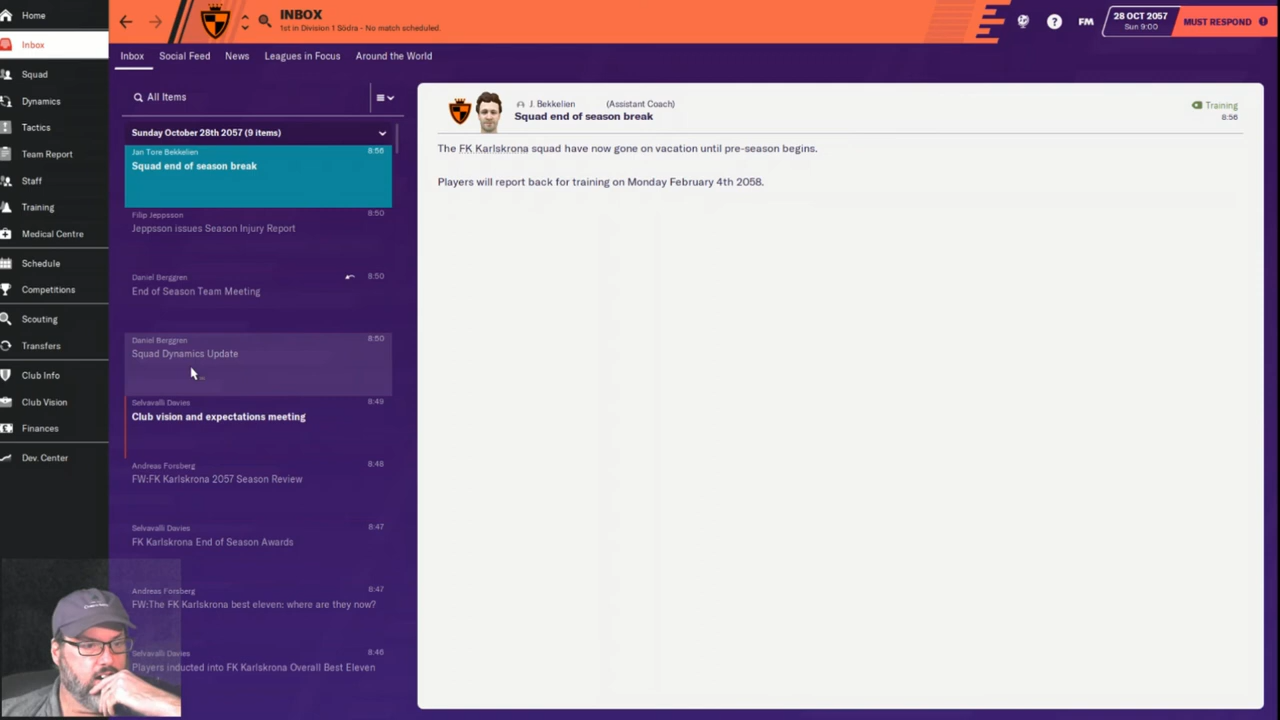 Home
Inbox
Squad
Dynamics
Tactics
Team Report
Staff
Training
Medical Centre
Schedule
Competitions
Scouting
Transfers
Club Info
Club Vision
Finances
Dev. Center
INBOX
1st in Division 1 Södra - No match scheduled.
?
FM
28 OCT 2057
Sun 9:00
MUST RESPOND
Inbox
Social Feed
News
Leagues in Focus
Around the World
All Items
Sunday October 28th 2057 (9 items)
Jan Tore Bekkelien 8:56
Squad end of season break
Filip Jeppsson 8:50
Jeppsson issues Season Injury Report
Daniel Berggren 8:50
End of Season Team Meeting
Daniel Berggren 8:50
Squad Dynamics Update
Selvavalli Davies 8:49
Club vision and expectations meeting
Andreas Forsberg 8:48
FW:FK Karlskrona 2057 Season Review
Selvavalli Davies 8:47
FK Karlskrona End of Season Awards
Andreas Forsberg 8:47
FW:The FK Karlskrona best eleven: where are they now?
Selvavalli Davies 8:46
Players inducted into FK Karlskrona Overall Best Eleven
J. Bekkelien (Assistant Coach)
Squad end of season break
Training
8:56
The FK Karlskrona squad have now gone on vacation until pre-season begins.
Players will report back for training on Monday February 4th 2058.